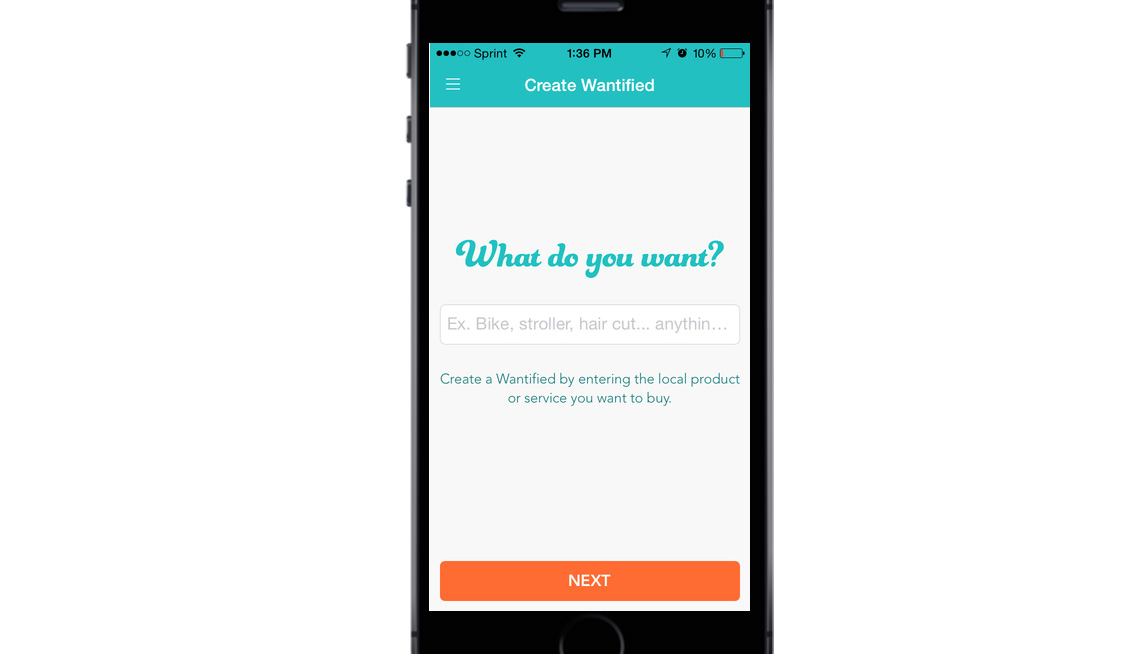 Sprint 1:36 PM 10%
Create Wantified
What do you want?
Ex. Bike, stroller, hair cut... anythin…
Create a Wantified by entering the local product
or service you want to buy.
NEXT